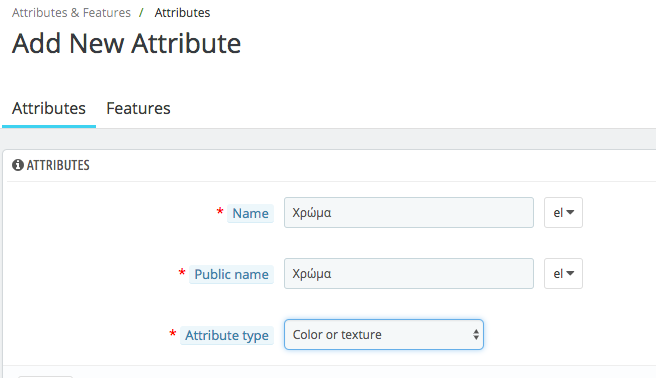 Attributes & Features / Attributes
Add New Attribute
Attributes Features
ATTRIBUTES
* Name Χρώμα el
* Public name Χρώμα el
* Attribute type Color or texture